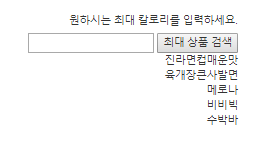 원하시는 최대 칼로리를 입력하세요.
최대 상품 검색
진라면컵매운맛
육개장큰사발면
메로나
비비빅
수박바